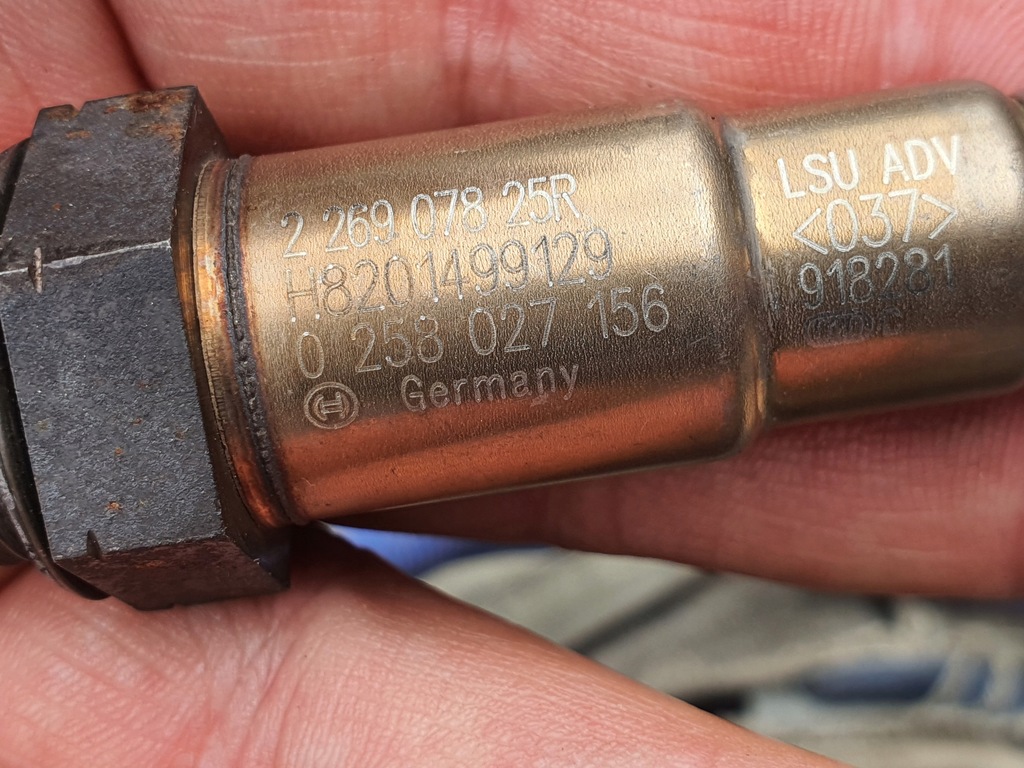 2 269 078 25R
H8201499129
0 258 027 156
Germany
LSU ADV
<037>
918281